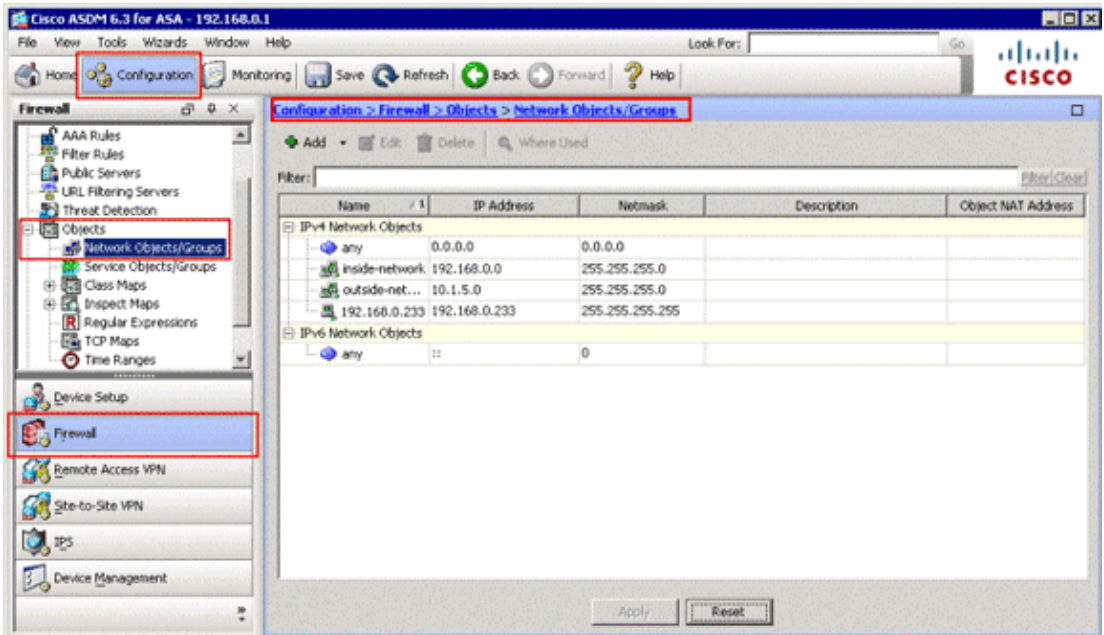 Cisco ASDM 6.3 for ASA - 192.168.0.1
File View Tools Wizards Window Help Look For: Go
Home Configuration Monitoring Save Refresh Back Forward Help
CISCO
Firewall
AAA Rules
Filter Rules
Public Servers
URL Filtering Servers
Threat Detection
Objects
Network Objects/Groups
Service Objects/Groups
Class Maps
Inspect Maps
Regular Expressions
TCP Maps
Time Ranges
Device Setup
Firewall
Remote Access VPN
Site-to-Site VPN
IPS
Device Management
Configuration > Firewall > Objects > Network Objects/Groups
Add Edit Delete Where Used
Filter: Filter Clear
Name 1 IP Address Netmask Description Object NAT Address
IPv4 Network Objects
any 0.0.0.0 0.0.0.0
inside-network 192.168.0.0 255.255.255.0
outside-net... 10.1.5.0 255.255.255.0
192.168.0.233 192.168.0.233 255.255.255.255
IPv6 Network Objects
any :: 0
Apply Reset